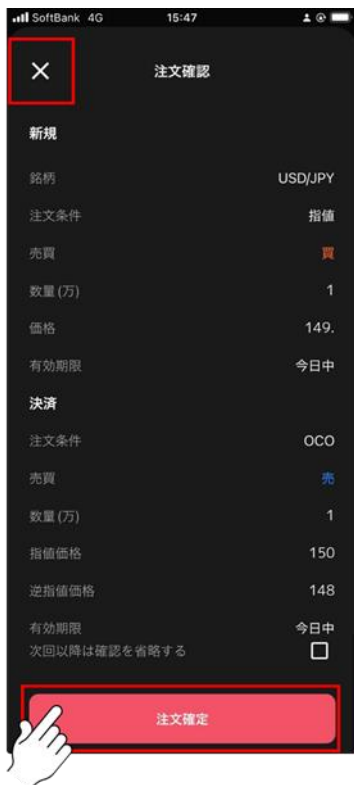 SoftBank 4G 15:47
× 注文確認
新規
銘柄 USD/JPY
注文条件 指値
売買 買
数量(万) 1
価格 149.
有効期限 今日中
決済
注文条件 OCO
売買 売
数量(万) 1
指値価格 150
逆指値価格 148
有効期限 今日中
次回以降は確認を省略する
注文確定